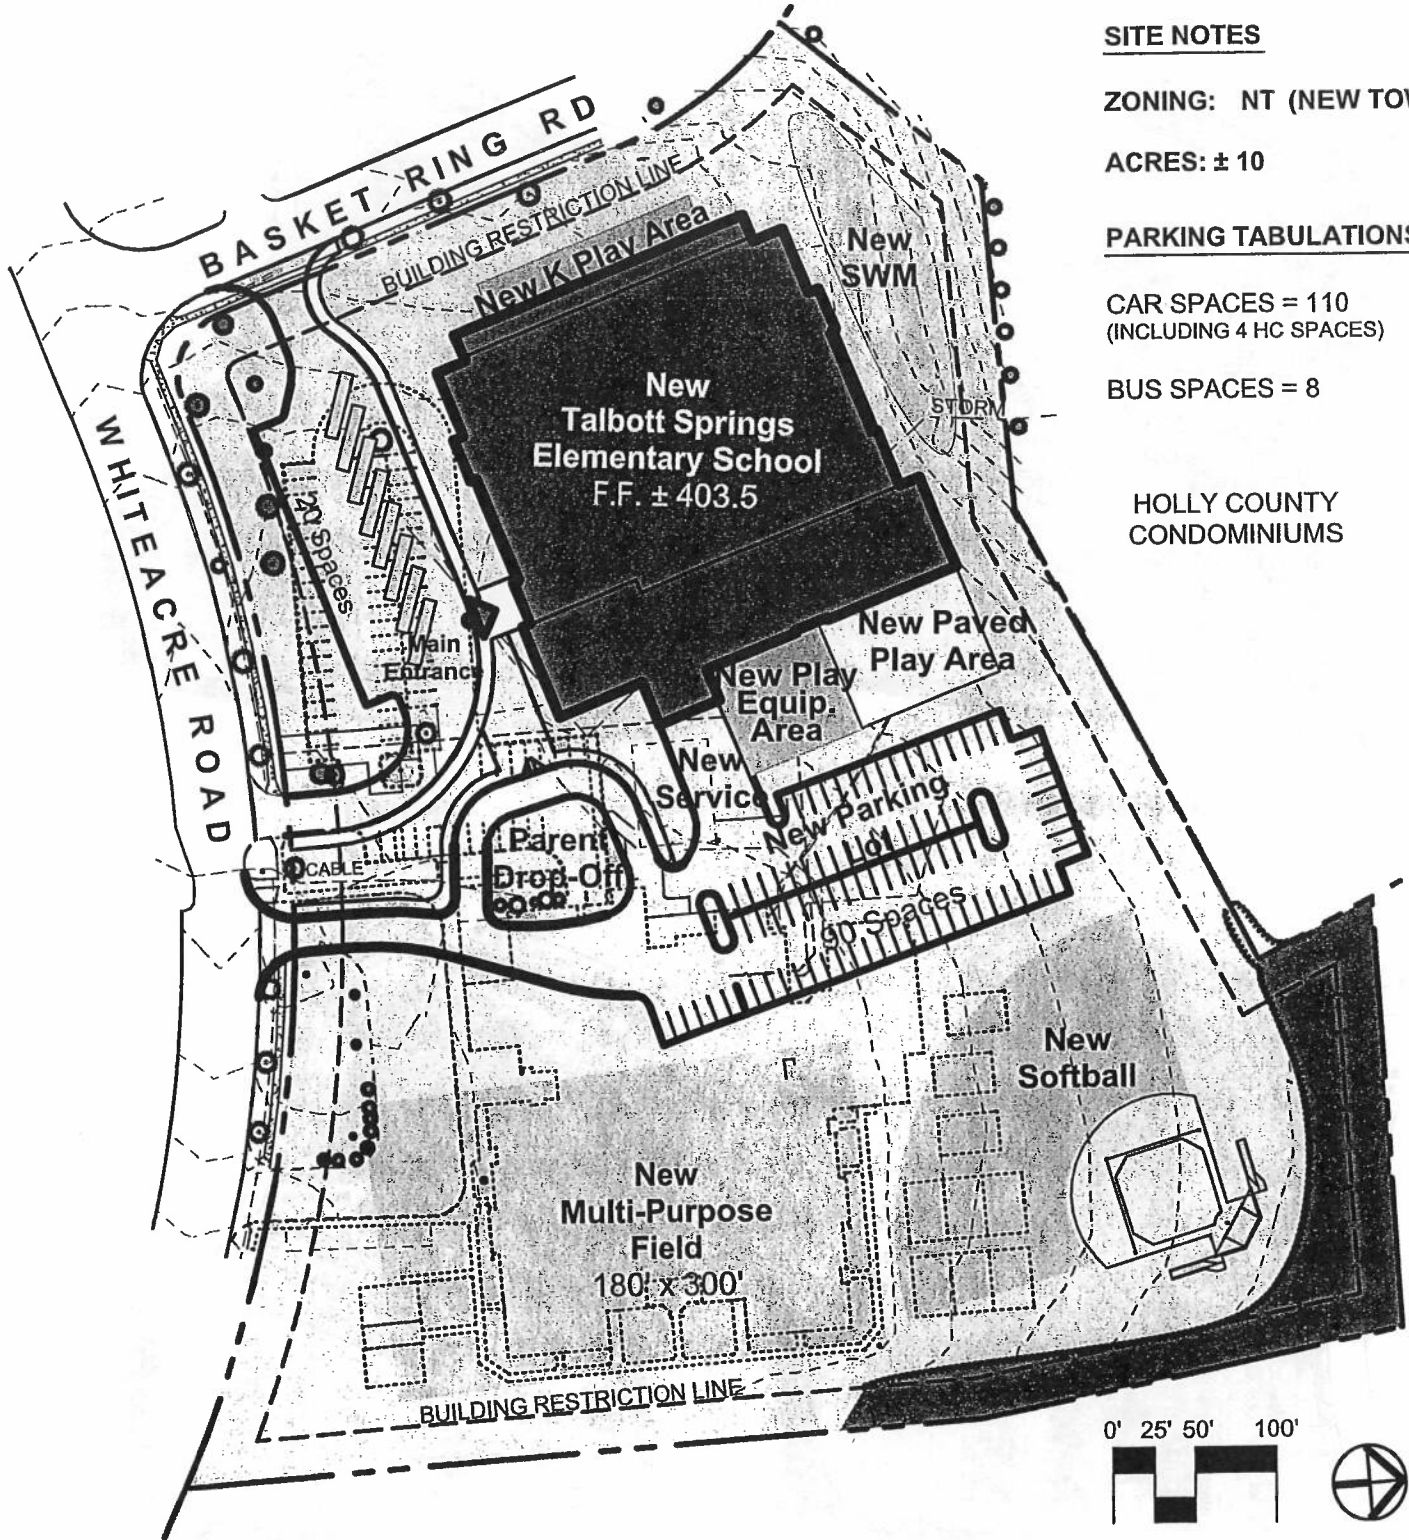 SITE NOTES
ZONING: NT (NEW TOW
ACRES: ± 10
PARKING TABULATIONS
CAR SPACES = 110
(INCLUDING 4 HC SPACES)
BUS SPACES = 8
HOLLY COUNTY
CONDOMINIUMS
BASKET RING RD
BUILDING RESTRICTION LINE
New K Play Area
New
SWM
STORM
New
Talbott Springs
Elementary School
F.F. ± 403.5
WHITEACRE ROAD
20 Spaces
Main
Entrance
New Paved
Play Area
New Play
Equip.
Area
New
Service
New Parking
Lot
90 Spaces
Parent
Drop-Off
CABLE
New
Softball
New
Multi-Purpose
Field
180' x 300'
BUILDING RESTRICTION LINE
0' 25' 50' 100'